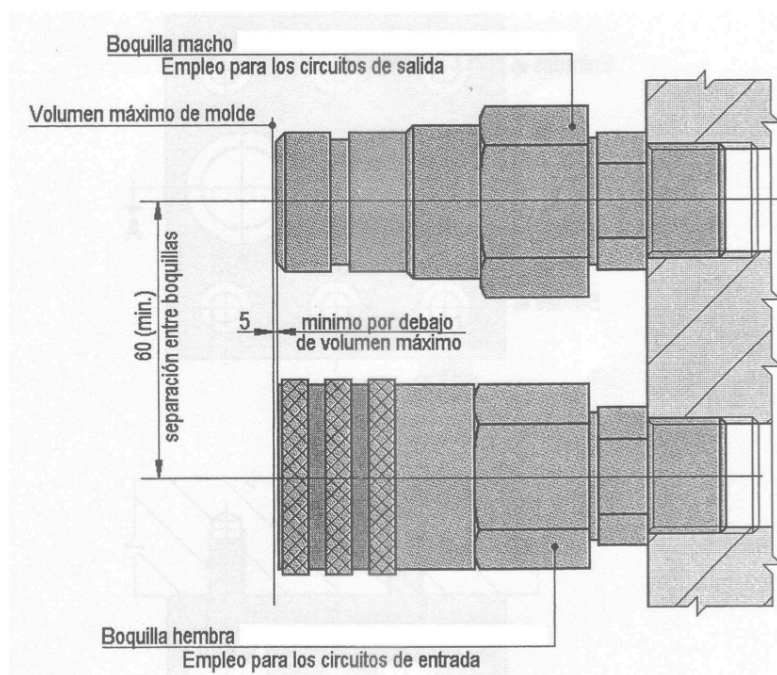 Boquilla macho
Empleo para los circuitos de salida
Volumen máximo de molde
60 (min.)
separación entre boquillas
5
minimo por debajo
de volumen máximo
Boquilla hembra
Empleo para los circuitos de entrada